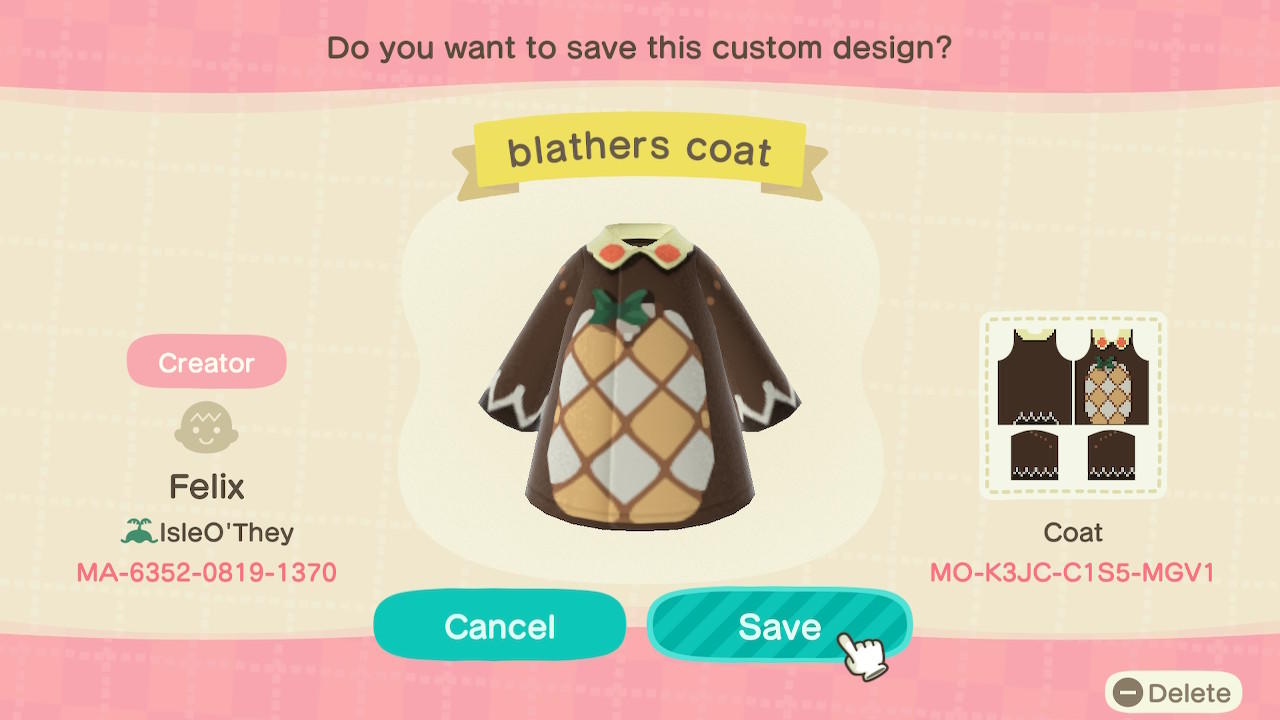 Do you want to save this custom design?
blathers coat
Creator
Felix
IsleO'They
MA-6352-0819-1370
Coat
MO-K3JC-C1S5-MGV1
Cancel
Save
Delete